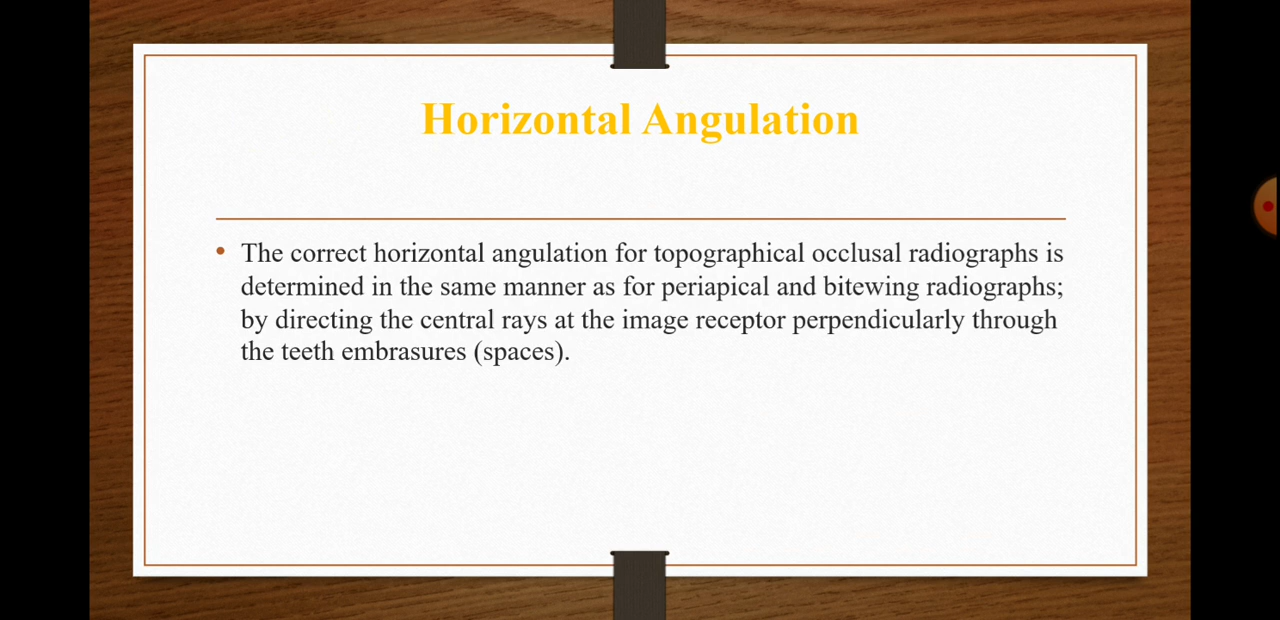 Horizontal Angulation
• The correct horizontal angulation for topographical occlusal radiographs is
determined in the same manner as for periapical and bitewing radiographs;
by directing the central rays at the image receptor perpendicularly through
the teeth embrasures (spaces).